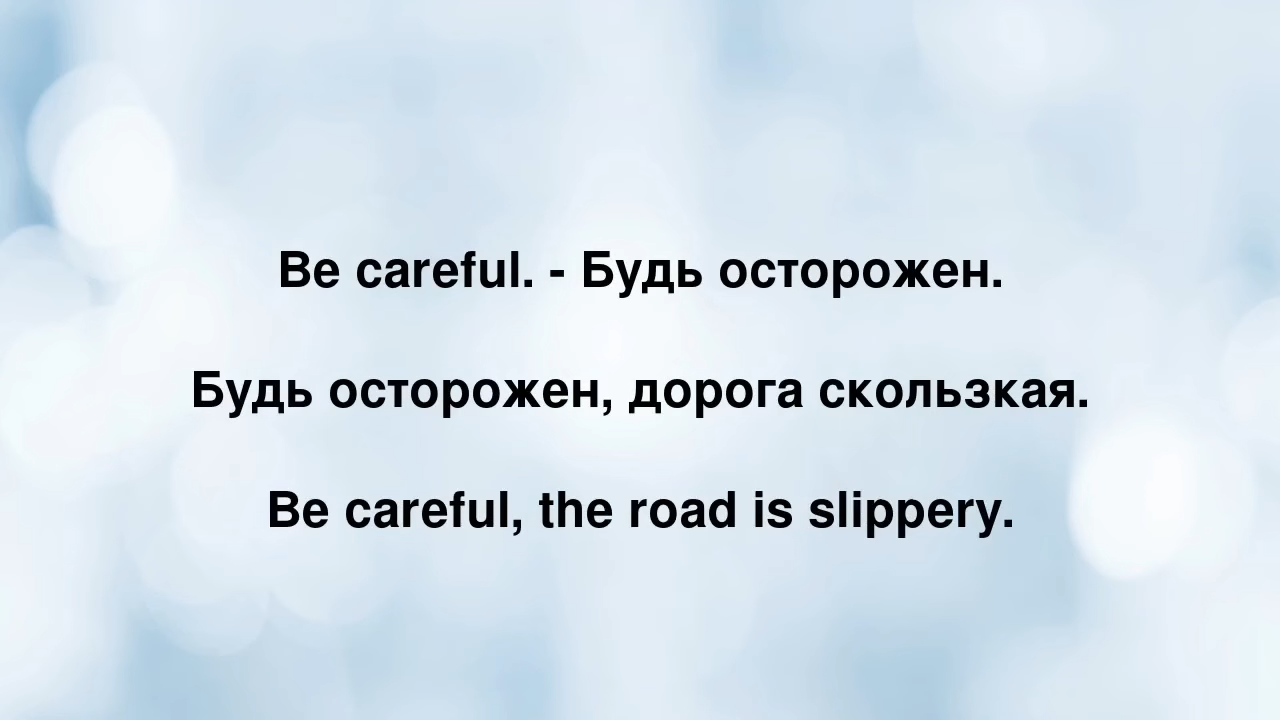 Be careful. - Будь осторожен.
Будь осторожен, дорога скользкая.
Be careful, the road is slippery.